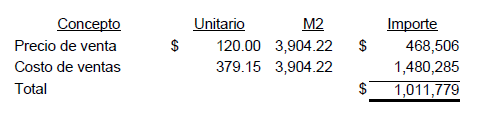 Concepto Unitario M2 Importe
Precio de venta $ 120.00 3,904.22 $ 468,506
Costo de ventas 379.15 3,904.22 1,480,285
Total $ 1,011,779